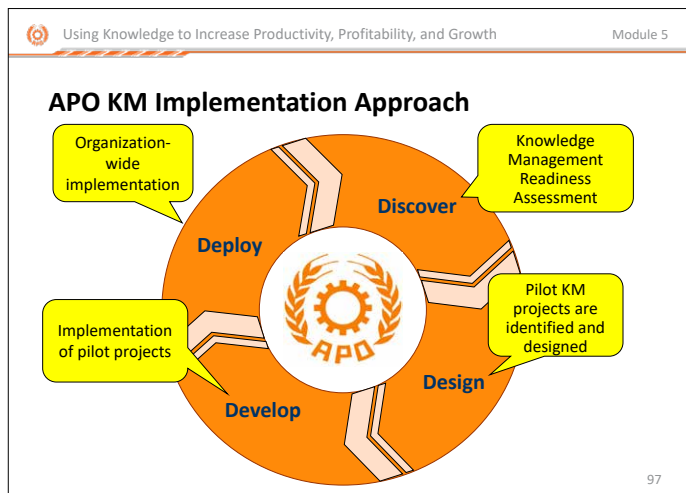 Using Knowledge to Increase Productivity, Profitability, and Growth
Module 5
APO KM Implementation Approach
Organization-
wide
implementation
Knowledge
Management
Readiness
Assessment
Discover
Deploy
Pilot KM
projects are
identified and
designed
Implementation
of pilot projects
APO
Design
Develop
97